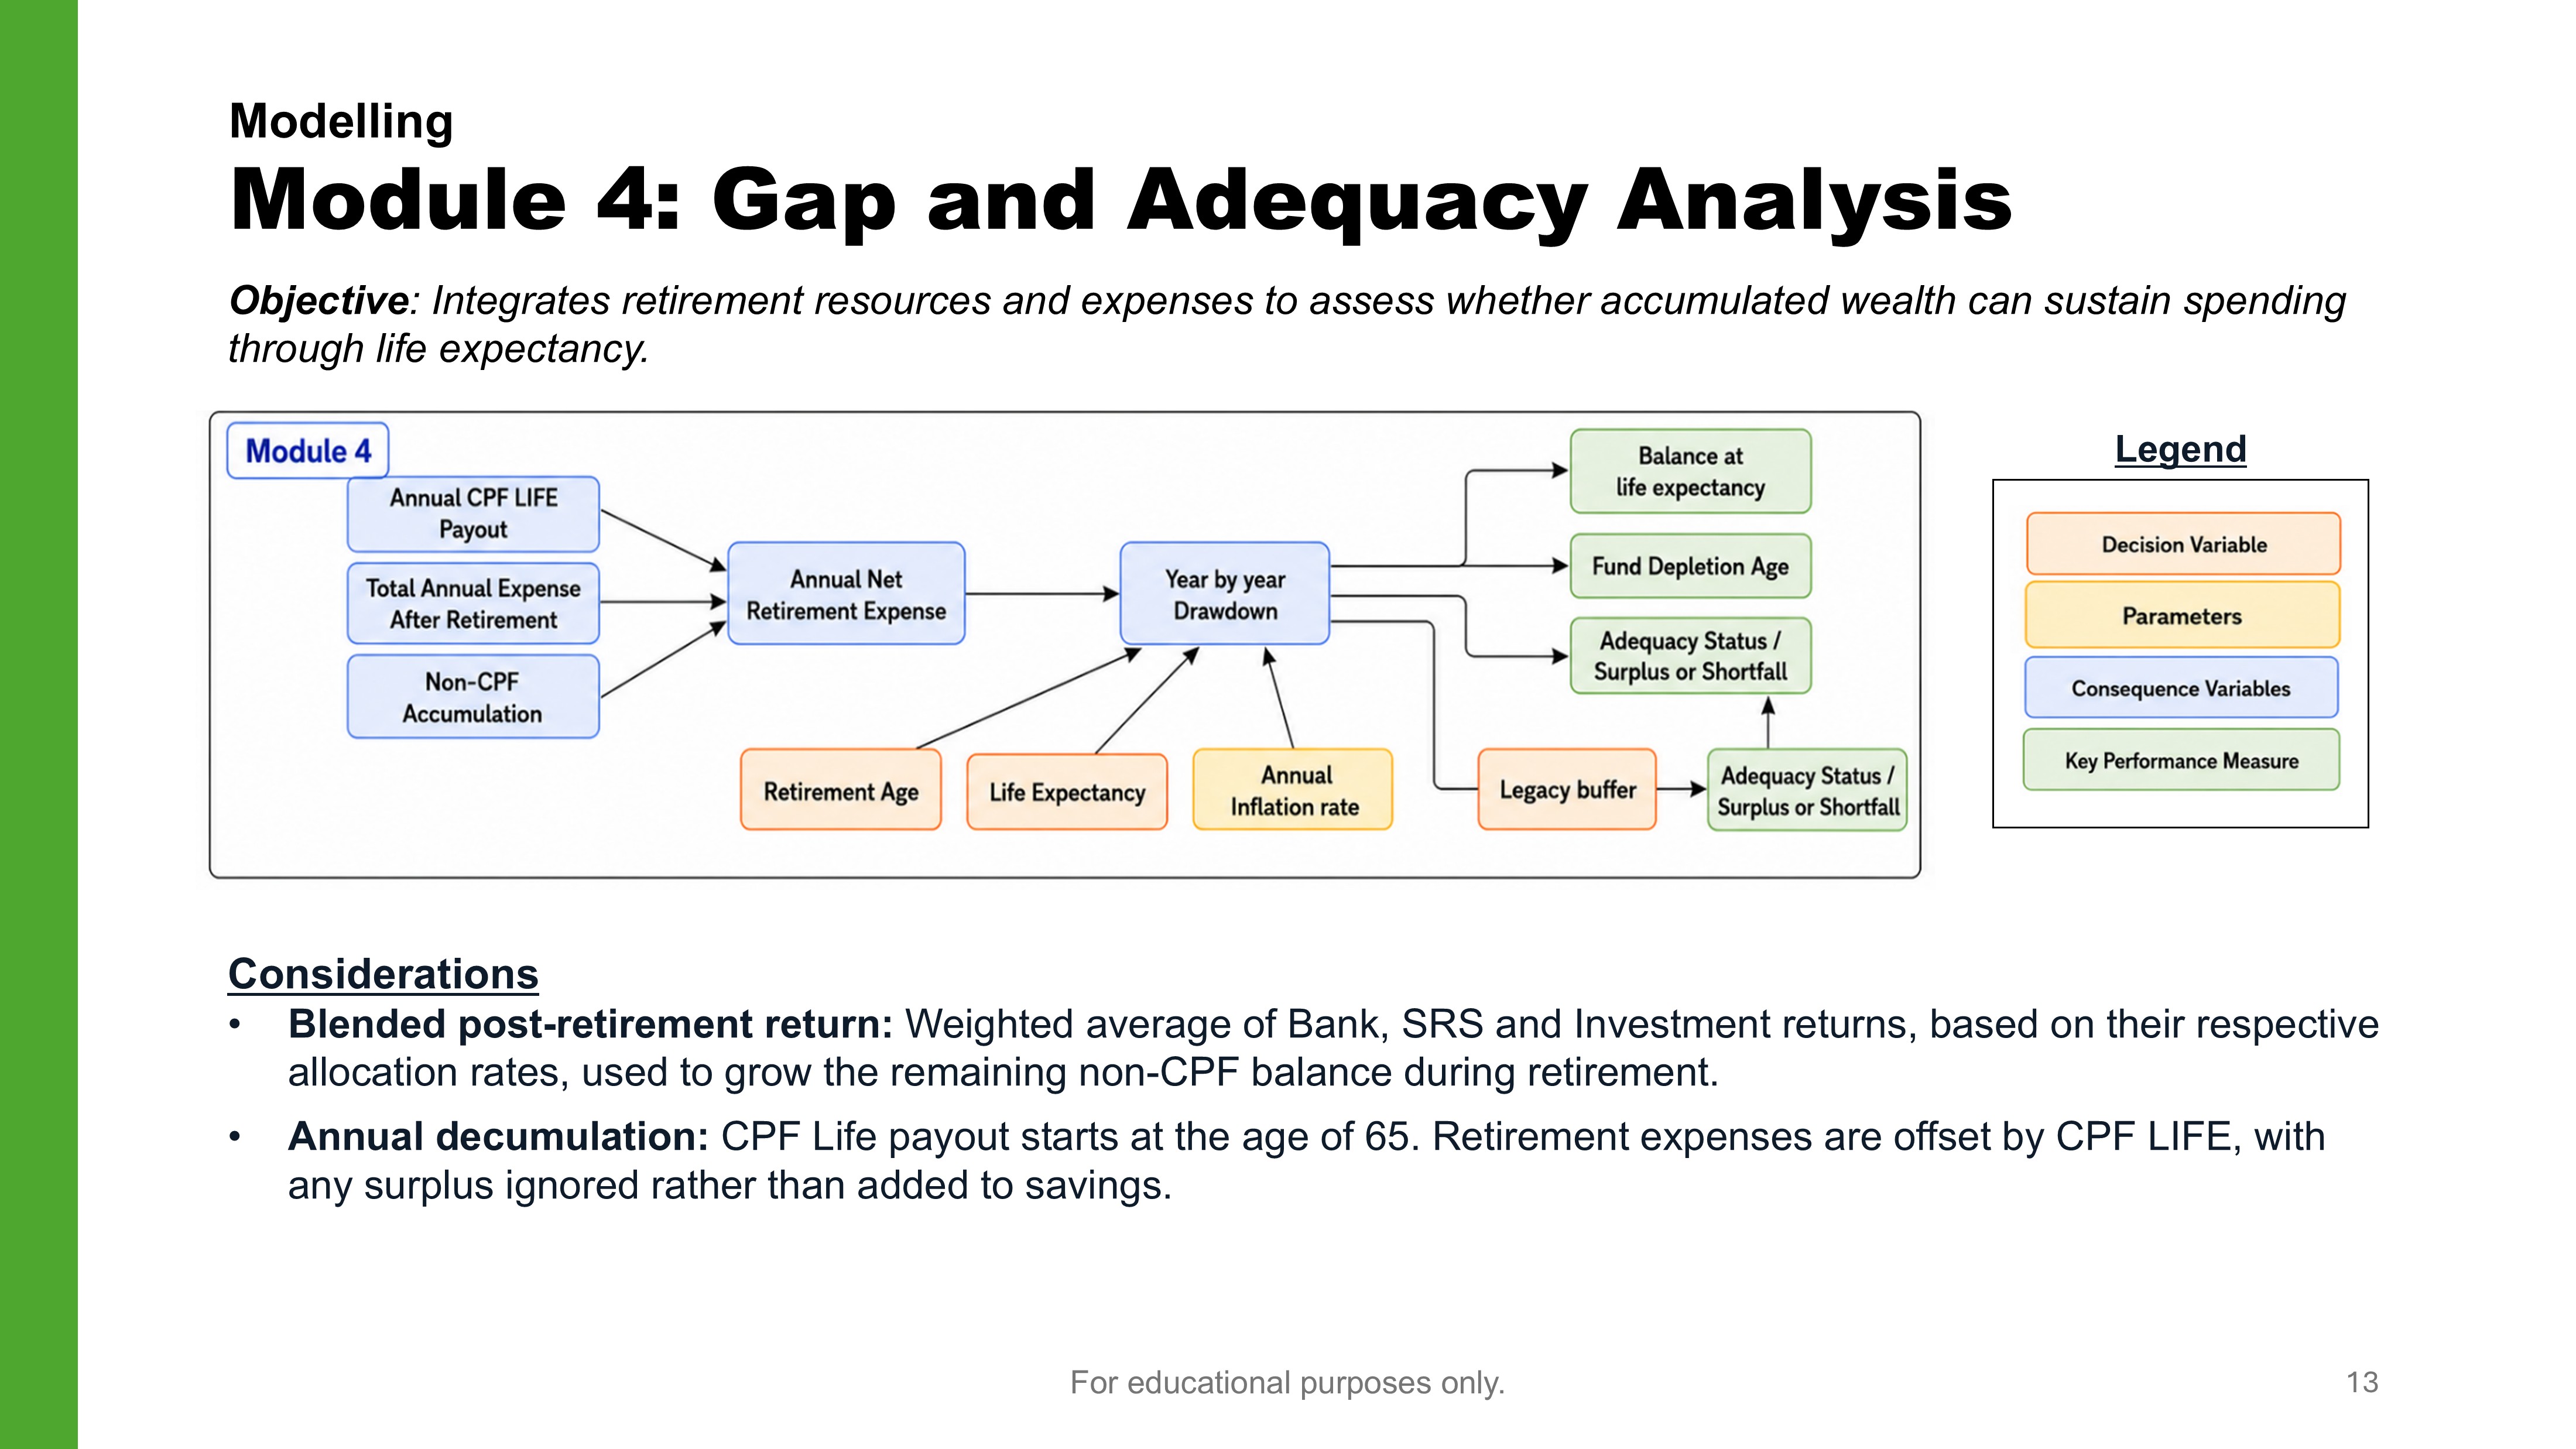 Modelling
Module 4: Gap and Adequacy Analysis
Objective: Integrates retirement resources and expenses to assess whether accumulated wealth can sustain spending
through life expectancy.
Module 4
Annual CPF LIFE
Payout
Total Annual Expense
After Retirement
Non-CPF
Accumulation
Annual Net
Retirement Expense
Year by year
Drawdown
Balance at
life expectancy
Fund Depletion Age
Adequacy Status /
Surplus or Shortfall
Retirement Age
Life Expectancy
Annual
Inflation rate
Legacy buffer
Adequacy Status /
Surplus or Shortfall
Legend
Decision Variable
Parameters
Consequence Variables
Key Performance Measure
Considerations
• Blended post-retirement return: Weighted average of Bank, SRS and Investment returns, based on their respective
allocation rates, used to grow the remaining non-CPF balance during retirement.
• Annual decumulation: CPF Life payout starts at the age of 65. Retirement expenses are offset by CPF LIFE, with
any surplus ignored rather than added to savings.
For educational purposes only.
13